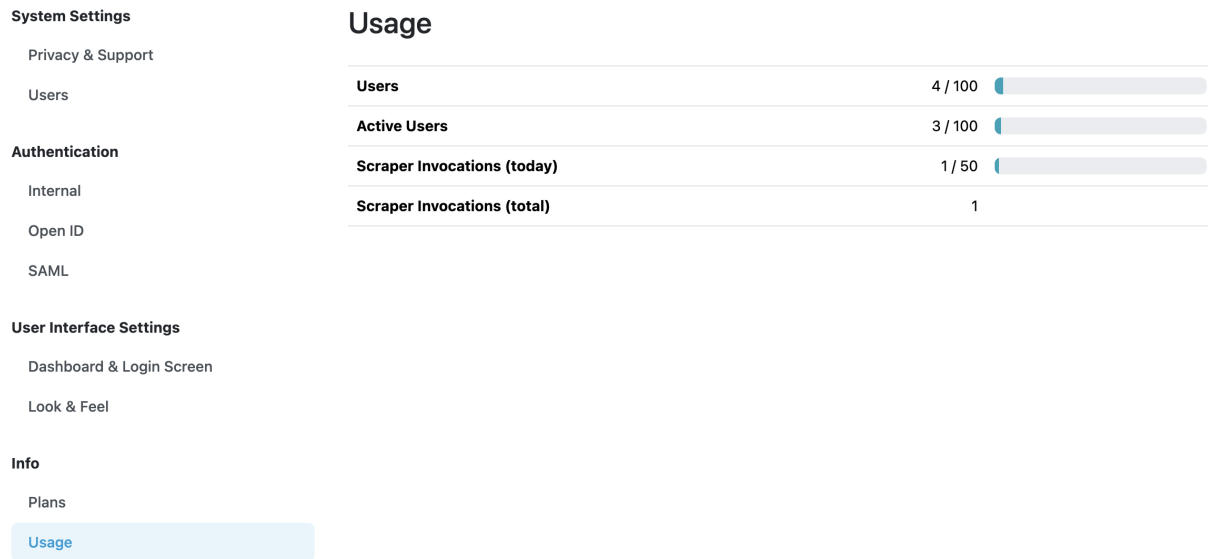 System Settings
Privacy & Support
Users
Authentication
Internal
Open ID
SAML
User Interface Settings
Dashboard & Login Screen
Look & Feel
Info
Plans
Usage
Usage
Users 4 / 100
Active Users 3 / 100
Scraper Invocations (today) 1 / 50
Scraper Invocations (total) 1